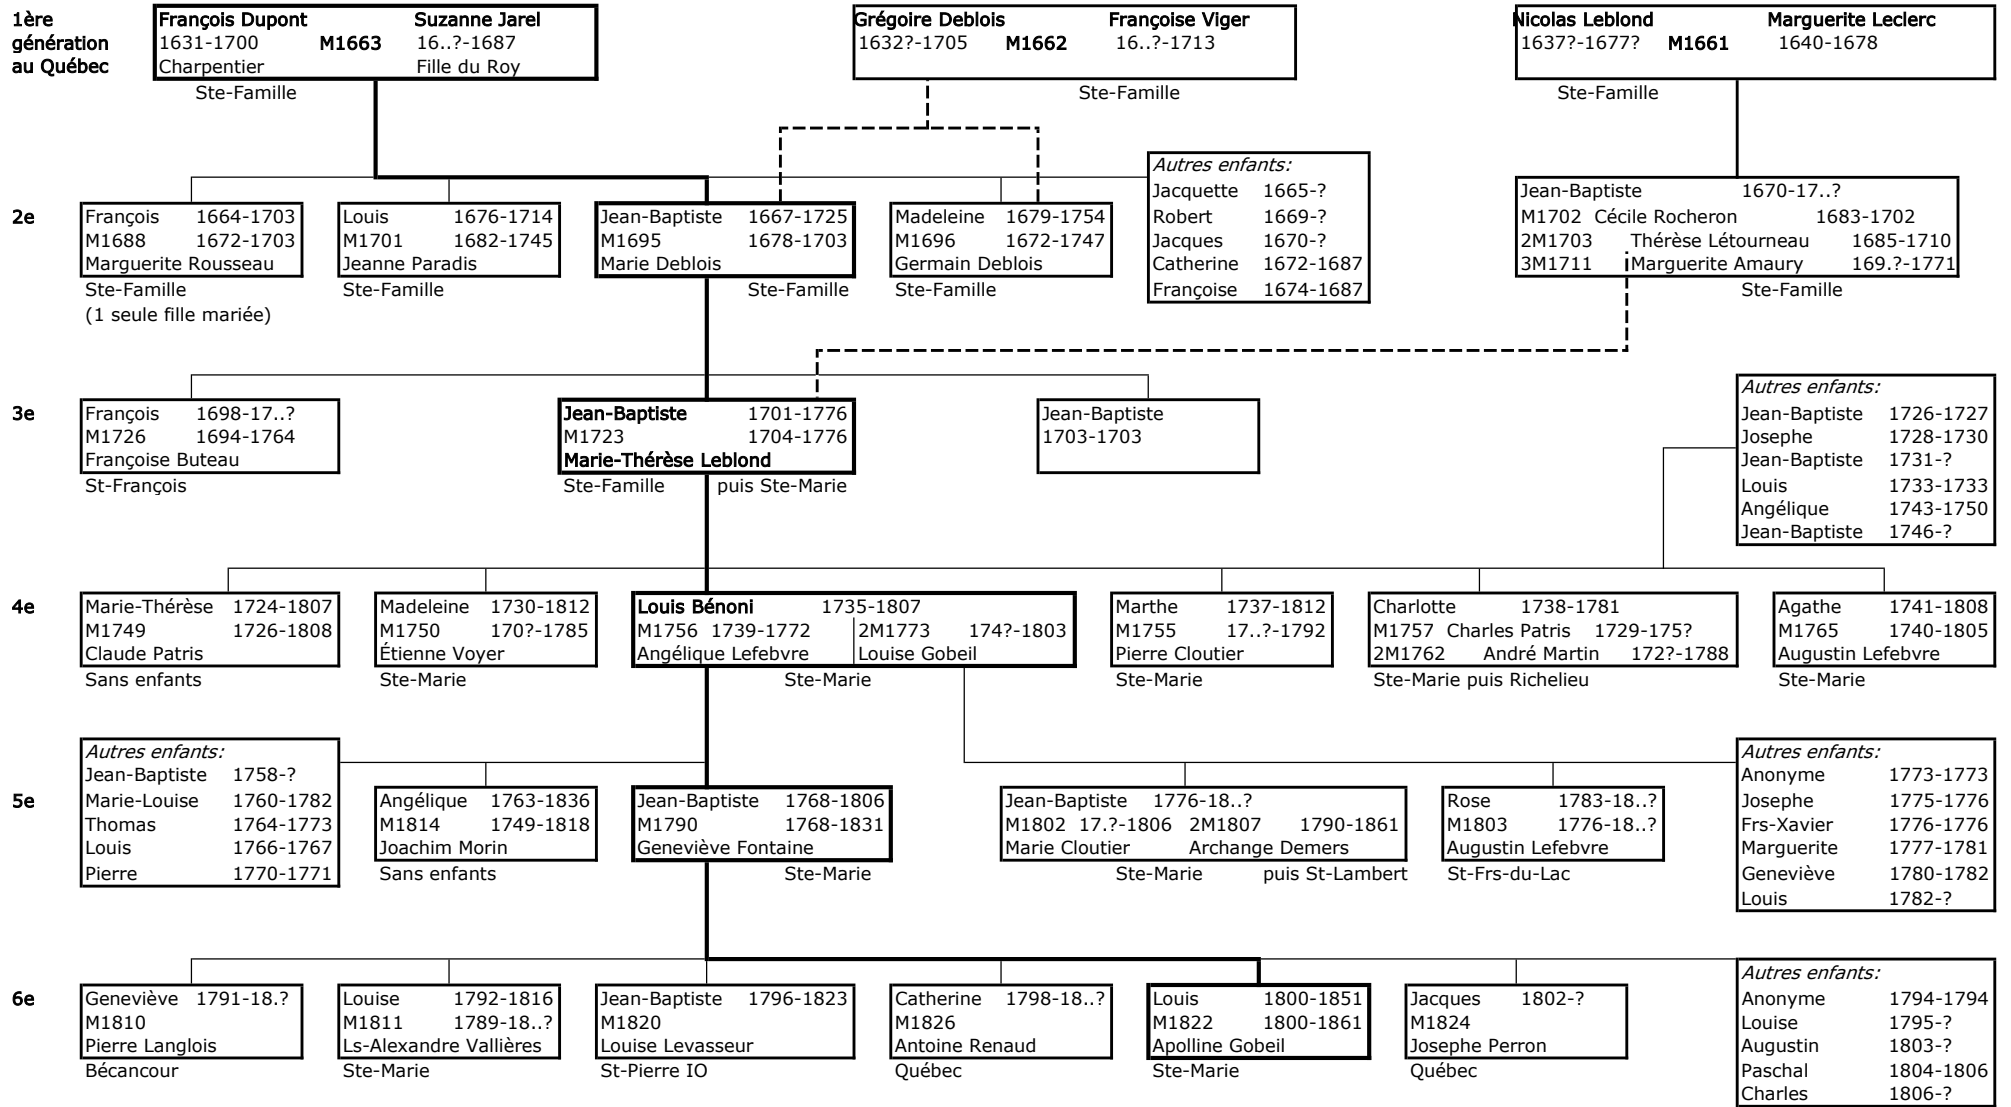 1ère
génération
au Québec
François Dupont Suzanne Jarel
1631-1700 M1663 16..?-1687
Charpentier Fille du Roy
Ste-Famille
Grégoire Deblois Françoise Viger
1632?-1705 M1662 16..?-1713
Ste-Famille
Nicolas Leblond Marguerite Leclerc
1637?-1677? M1661 1640-1678
Ste-Famille
2e
François 1664-1703
M1688 1672-1703
Marguerite Rousseau
Ste-Famille
(1 seule fille mariée)
Louis 1676-1714
M1701 1682-1745
Jeanne Paradis
Ste-Famille
Jean-Baptiste 1667-1725
M1695 1678-1703
Marie Deblois
Ste-Famille
Madeleine 1679-1754
M1696 1672-1747
Germain Deblois
Ste-Famille
Autres enfants:
Jacquette 1665-?
Robert 1669-?
Jacques 1670-?
Catherine 1672-1687
Françoise 1674-1687
Jean-Baptiste 1670-17..?
M1702 Cécile Rocheron 1683-1702
2M1703 Thérèse Létourneau 1685-1710
3M1711 Marguerite Amaury 169.?-1771
Ste-Famille
3e
François 1698-17..?
M1726 1694-1764
Françoise Buteau
St-François
Jean-Baptiste 1701-1776
M1723 1704-1776
Marie-Thérèse Leblond
Ste-Famille puis Ste-Marie
Jean-Baptiste
1703-1703
Autres enfants:
Jean-Baptiste 1726-1727
Josephe 1728-1730
Jean-Baptiste 1731-?
Louis 1733-1733
Angélique 1743-1750
Jean-Baptiste 1746-?
4e
Marie-Thérèse 1724-1807
M1749 1726-1808
Claude Patris
Sans enfants
Madeleine 1730-1812
M1750 170?-1785
Étienne Voyer
Ste-Marie
Louis Bénoni 1735-1807
M1756 1739-1772 2M1773 174?-1803
Angélique Lefebvre Louise Gobeil
Ste-Marie
Marthe 1737-1812
M1755 17..?-1792
Pierre Cloutier
Ste-Marie
Charlotte 1738-1781
M1757 Charles Patris 1729-175?
2M1762 André Martin 172?-1788
Ste-Marie puis Richelieu
Agathe 1741-1808
M1765 1740-1805
Augustin Lefebvre
Ste-Marie
5e
Autres enfants:
Jean-Baptiste 1758-?
Marie-Louise 1760-1782
Thomas 1764-1773
Louis 1766-1767
Pierre 1770-1771
Angélique 1763-1836
M1814 1749-1818
Joachim Morin
Sans enfants
Jean-Baptiste 1768-1806
M1790 1768-1831
Geneviève Fontaine
Ste-Marie
Jean-Baptiste 1776-18..?
M1802 17.?-1806 2M1807 1790-1861
Marie Cloutier Archange Demers
Ste-Marie puis St-Lambert
Rose 1783-18..?
M1803 1776-18..?
Augustin Lefebvre
St-Frs-du-Lac
Autres enfants:
Anonyme 1773-1773
Josephe 1775-1776
Frs-Xavier 1776-1776
Marguerite 1777-1781
Geneviève 1780-1782
Louis 1782-?
6e
Geneviève 1791-18.?
M1810
Pierre Langlois
Bécancour
Louise 1792-1816
M1811 1789-18..?
Ls-Alexandre Vallières
Ste-Marie
Jean-Baptiste 1796-1823
M1820
Louise Levasseur
St-Pierre IO
Catherine 1798-18..?
M1826
Antoine Renaud
Québec
Louis 1800-1851
M1822 1800-1861
Apolline Gobeil
Ste-Marie
Jacques 1802-?
M1824
Josephe Perron
Québec
Autres enfants:
Anonyme 1794-1794
Louise 1795-?
Augustin 1803-?
Paschal 1804-1806
Charles 1806-?